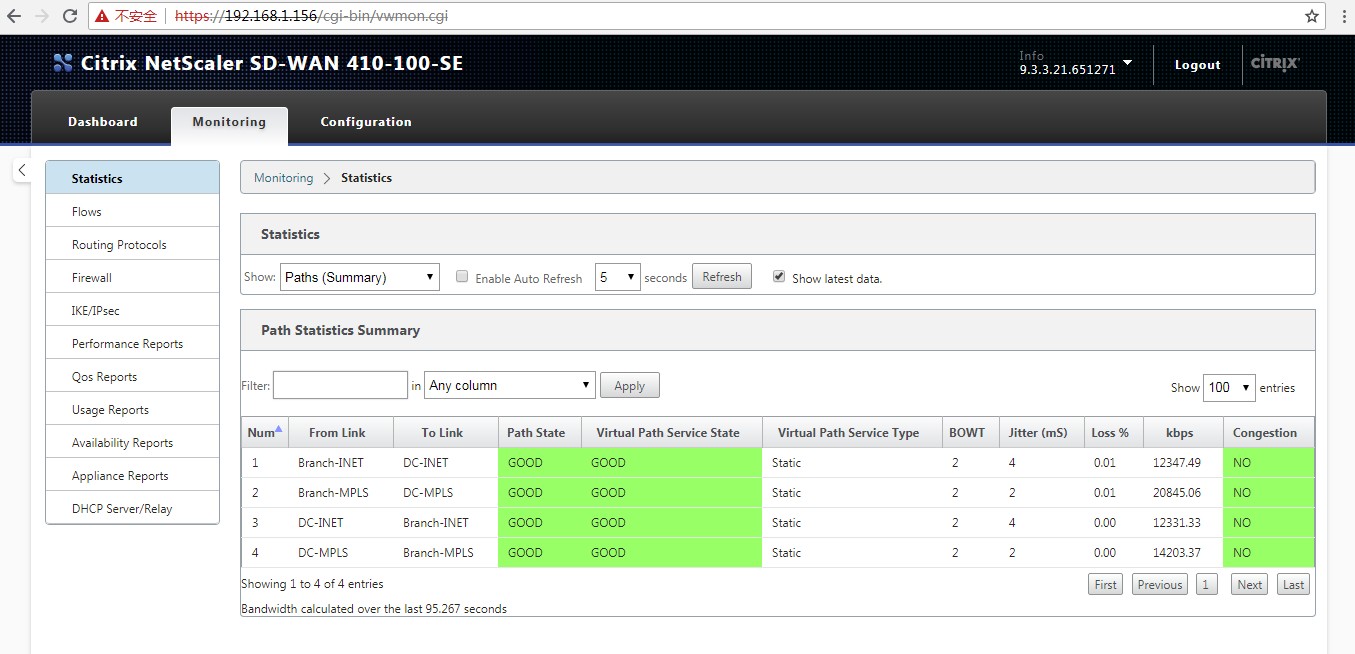 不安全 https://192.168.1.156/cgi-bin/vwmon.cgi
Citrix NetScaler SD-WAN 410-100-SE
Info
9.3.3.21.651271
Logout
CITRIX
Dashboard Monitoring Configuration
Statistics
Flows
Routing Protocols
Firewall
IKE/IPsec
Performance Reports
Qos Reports
Usage Reports
Availability Reports
Appliance Reports
DHCP Server/Relay
Monitoring > Statistics
Statistics
Show: Paths (Summary) Enable Auto Refresh 5 seconds Refresh Show latest data.
Path Statistics Summary
Filter: in Any column Apply Show 100 entries
Num From Link To Link Path State Virtual Path Service State Virtual Path Service Type BOWT Jitter (mS) Loss % kbps Congestion
1 Branch-INET DC-INET GOOD GOOD Static 2 4 0.01 12347.49 NO
2 Branch-MPLS DC-MPLS GOOD GOOD Static 2 2 0.01 20845.06 NO
3 DC-INET Branch-INET GOOD GOOD Static 2 4 0.00 12331.33 NO
4 DC-MPLS Branch-MPLS GOOD GOOD Static 2 2 0.00 14203.37 NO
Showing 1 to 4 of 4 entries First Previous 1 Next Last
Bandwidth calculated over the last 95.267 seconds